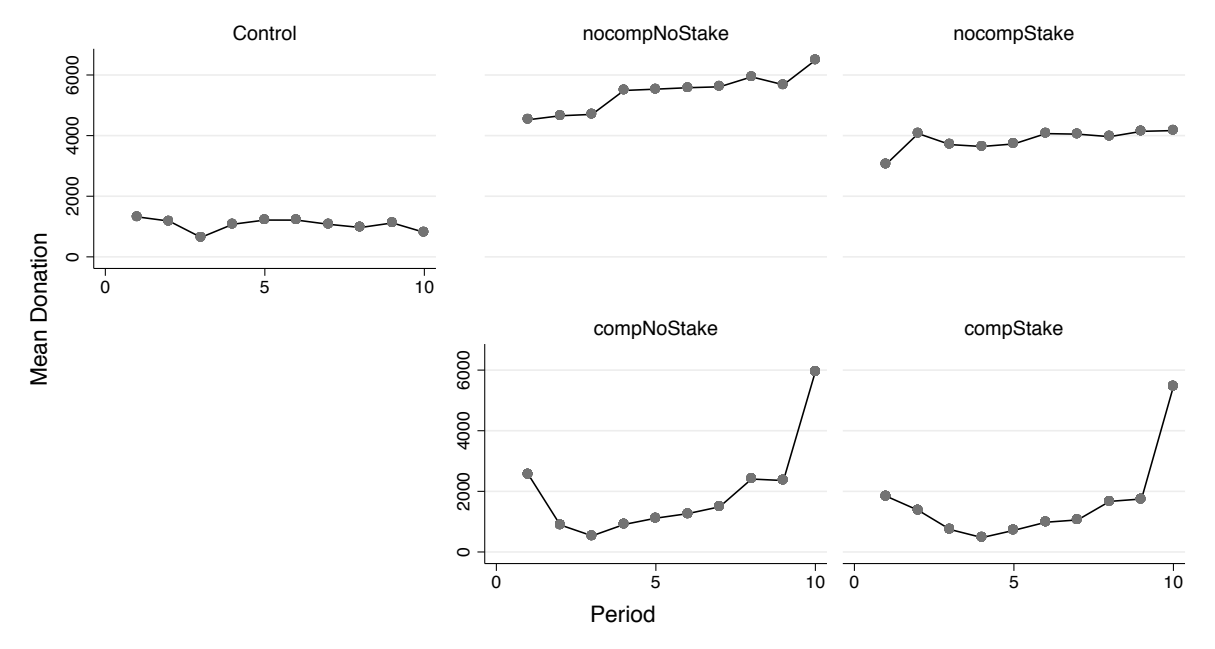 Control
nocompNoStake
nocompStake
6000
4000
2000
0
0 5 10
Mean Donation
compNoStake
compStake
6000
4000
2000
0
0 5 10
0 5 10
Period